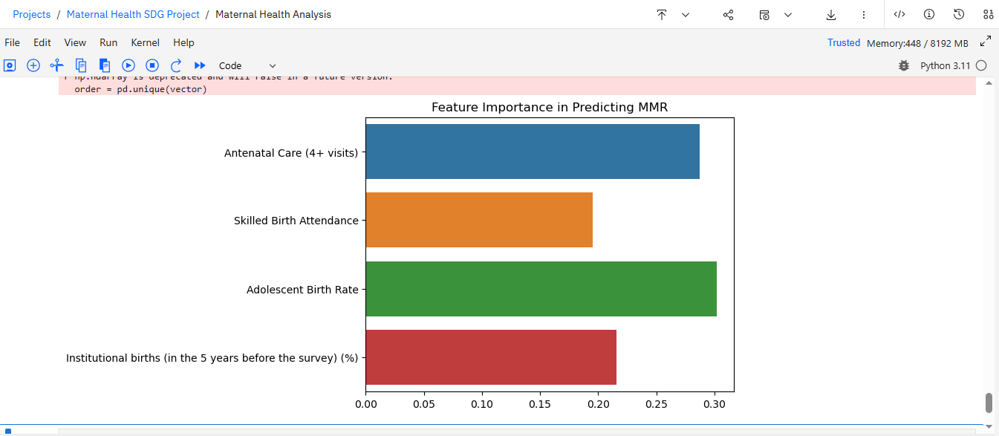 Projects / Maternal Health SDG Project / Maternal Health Analysis
File Edit View Run Kernel Help
Trusted Memory:448 / 8192 MB
Code
Python 3.11
r np.ndarray is deprecated and will raise in a future version.
order = pd.unique(vector)
Feature Importance in Predicting MMR
Antenatal Care (4+ visits)
Skilled Birth Attendance
Adolescent Birth Rate
Institutional births (in the 5 years before the survey) (%)
0.00 0.05 0.10 0.15 0.20 0.25 0.30